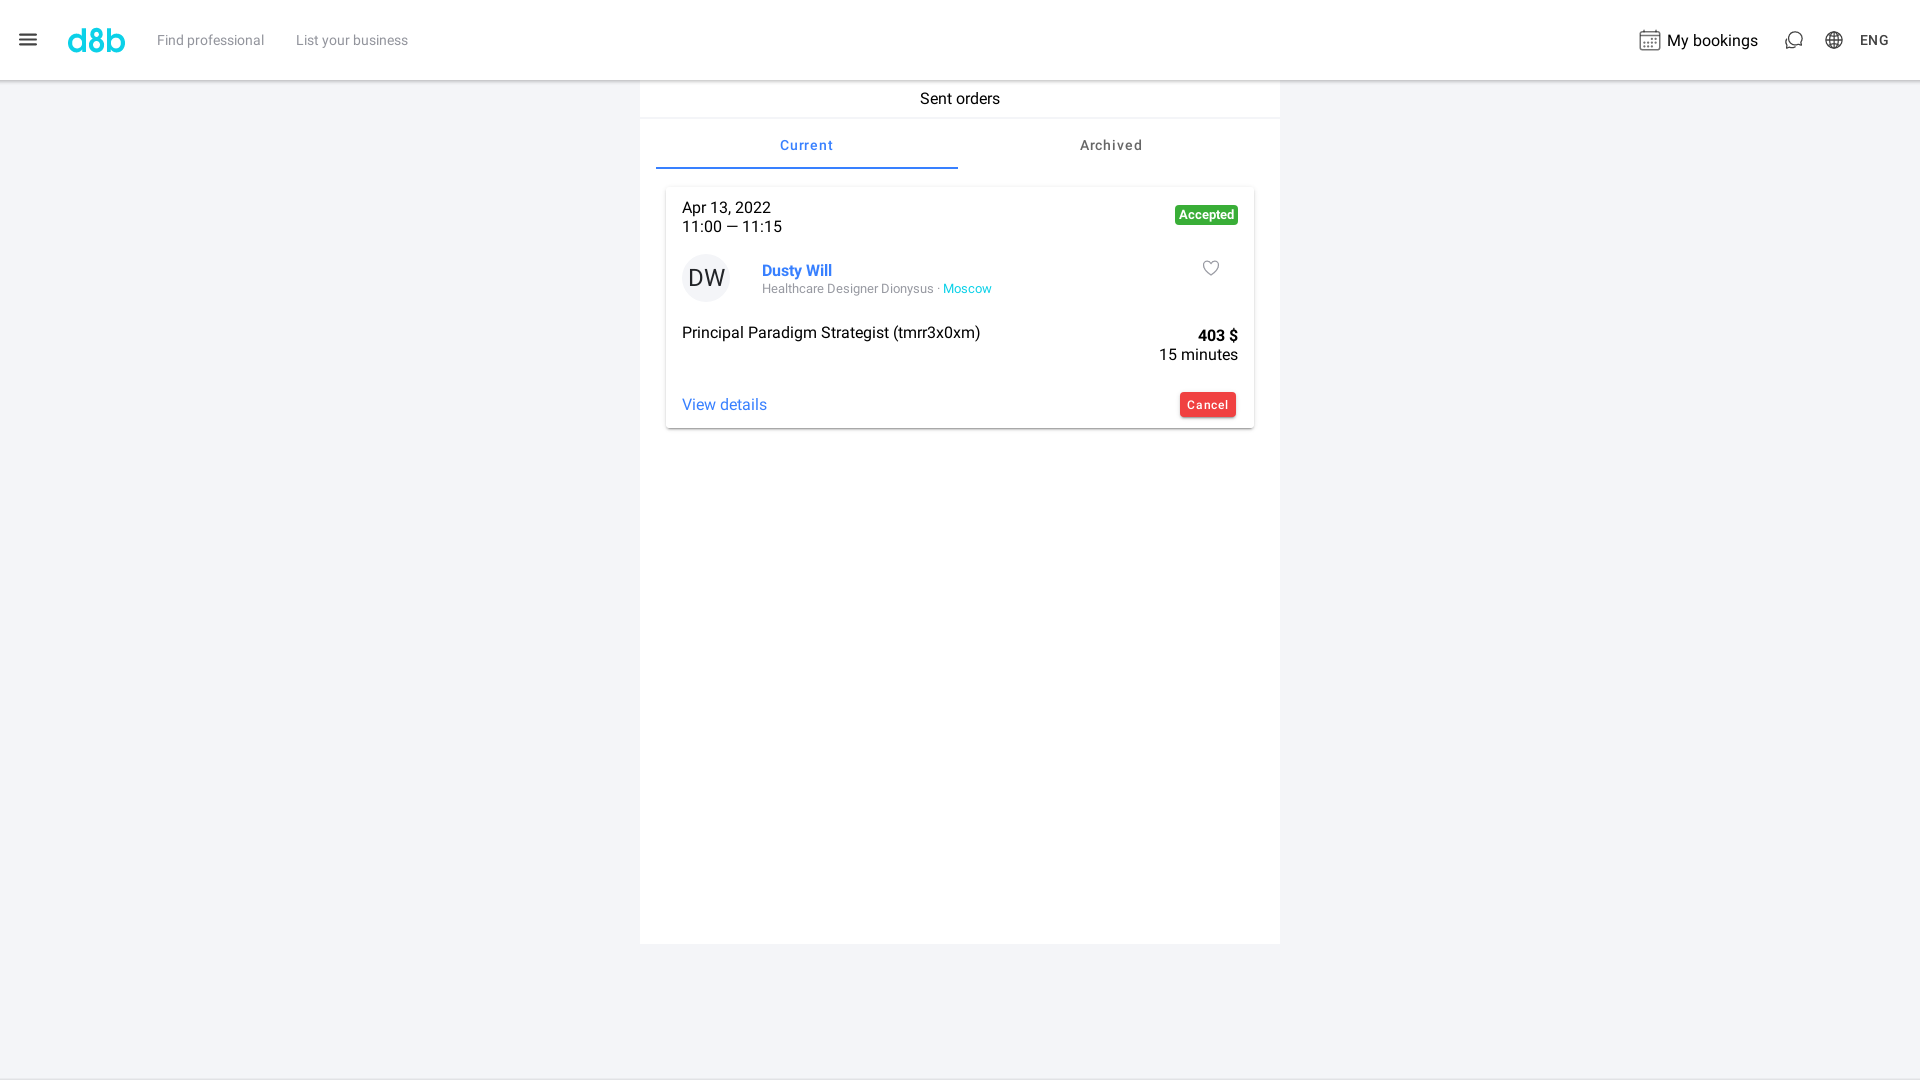 d8b
Find professional
List your business
My bookings
ENG
Sent orders
Current
Archived
Apr 13, 2022
11:00 — 11:15
Accepted
DW
Dusty Will
Healthcare Designer Dionysus · Moscow
Principal Paradigm Strategist (tmrr3x0xm)
403 $
15 minutes
View details
Cancel